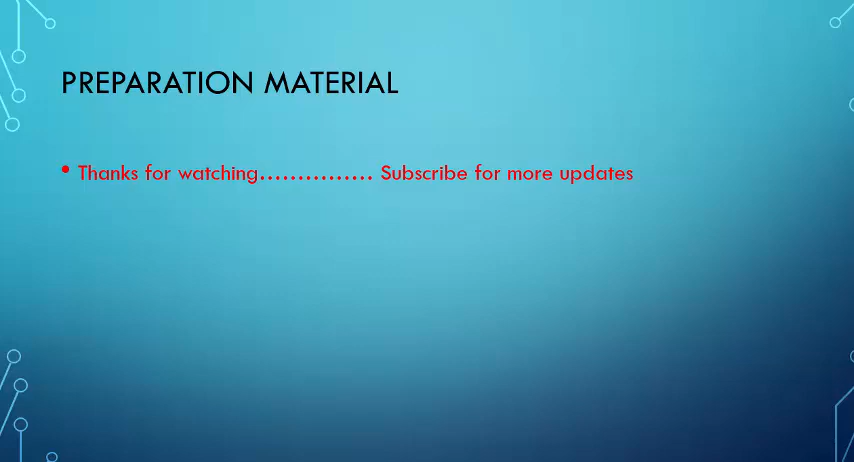 PREPARATION MATERIAL
• Thanks for watching............... Subscribe for more updates